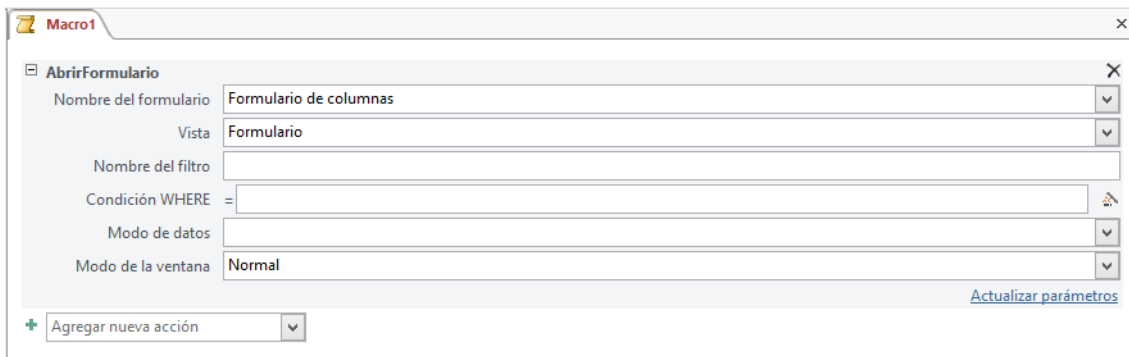 Macro1
AbrirFormulario
Nombre del formulario Formulario de columnas
Vista Formulario
Nombre del filtro
Condición WHERE =
Modo de datos
Modo de la ventana Normal
Actualizar parámetros
Agregar nueva acción